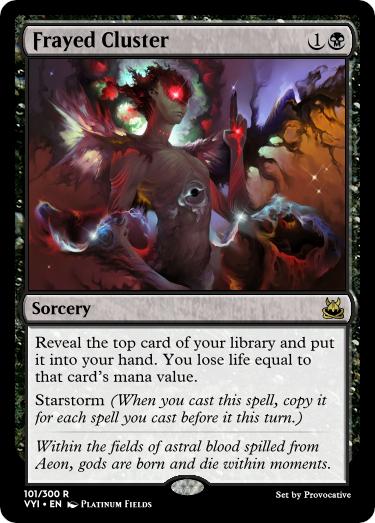 Frayed Cluster 1
Sorcery
Reveal the top card of your library and put
it into your hand. You lose life equal to
that card's mana value.
Starstorm (When you cast this spell, copy it
for each spell you cast before it this turn.)
Within the fields of astral blood spilled from
Aeon, gods are born and die within moments.
101/300 R
VYI • EN Platinum Fields
Set by Provocative